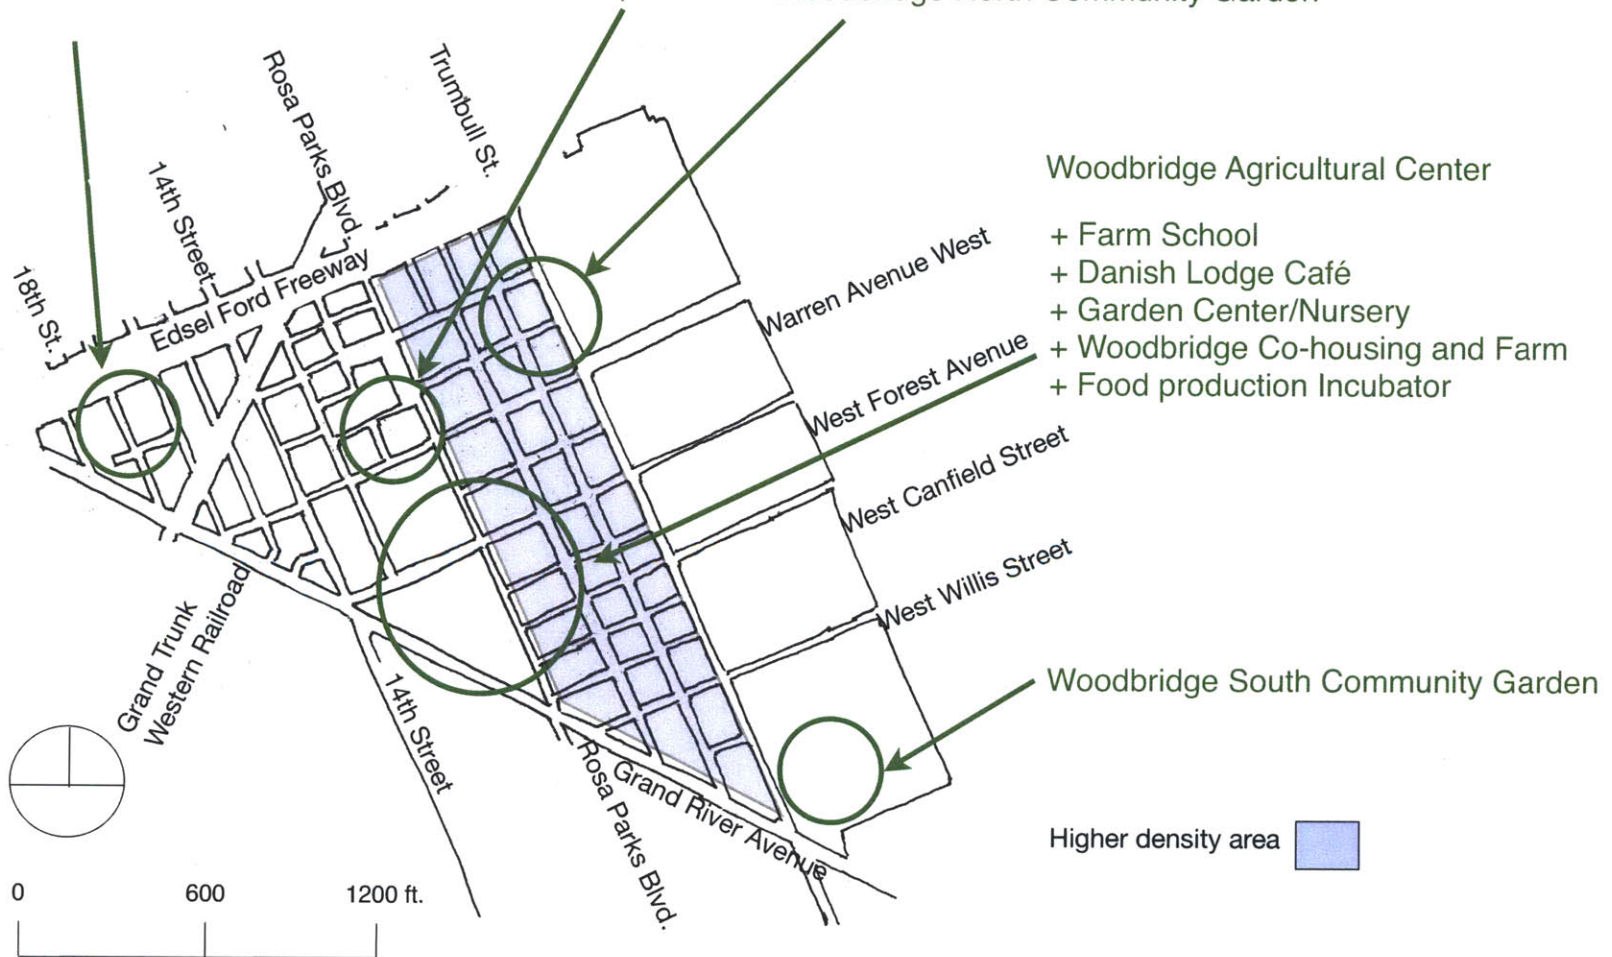 North Community Garden
Trumbull St.
Rosa Parks Blvd.
14th Street
18th St.
Edsel Ford Freeway
Woodbridge Agricultural Center
+ Farm School
+ Danish Lodge Café
+ Garden Center/Nursery
+ Woodbridge Co-housing and Farm
+ Food production Incubator
Warren Avenue West
West Forest Avenue
West Canfield Street
West Willis Street
Grand Trunk
Western Railroad
14th Street
Rosa Parks Blvd.
Grand River Avenue
Woodbridge South Community Garden
Higher density area
0 600 1200 ft.